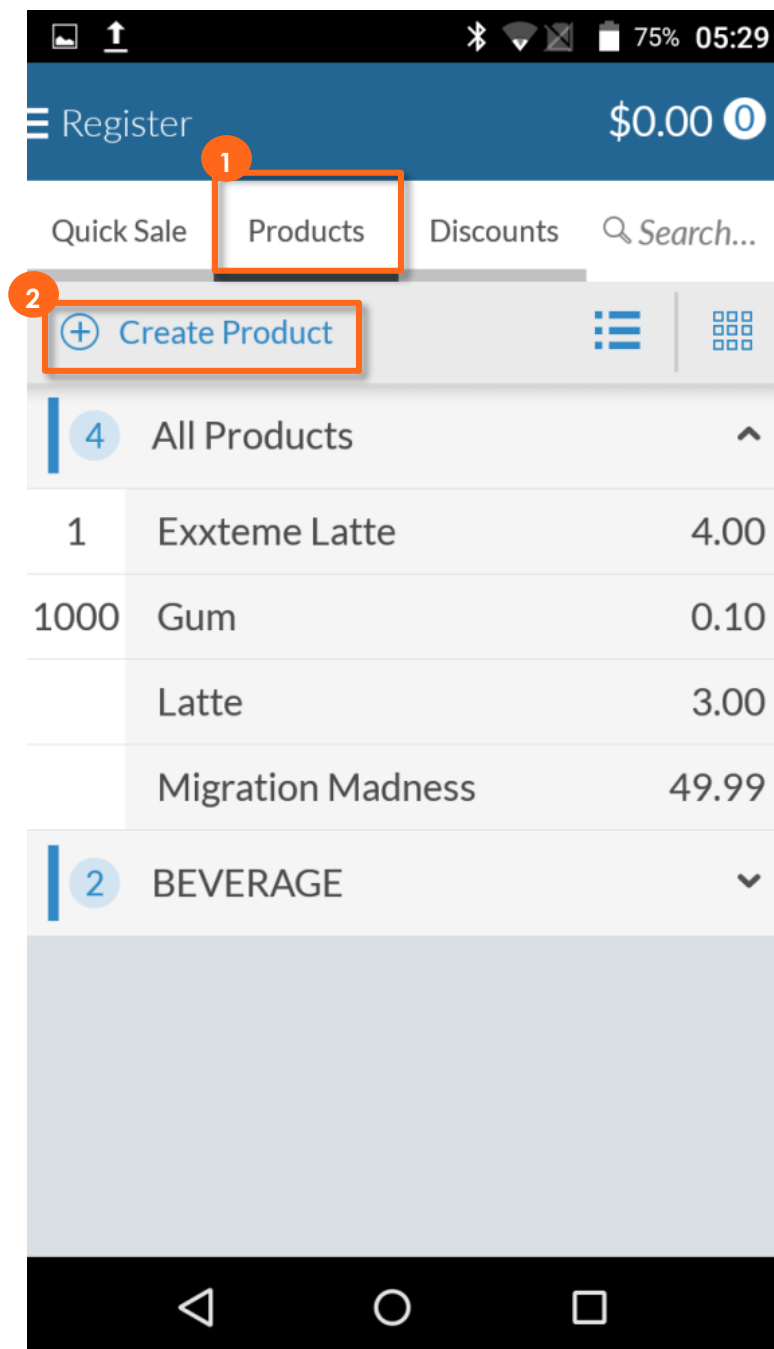 75% 05:29
Register $0.00 0
1
Quick Sale Products Discounts Search...
2
Create Product
4 All Products
1 Exxteme Latte 4.00
1000 Gum 0.10
Latte 3.00
Migration Madness 49.99
2 BEVERAGE